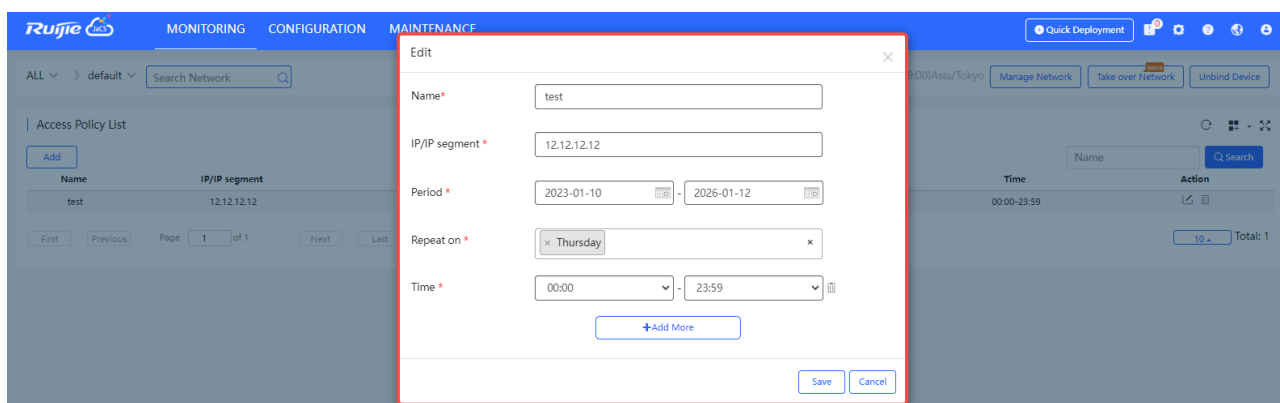 Ruijie JaCS MONITORING CONFIGURATION MAINTENANCE Quick Deployment 0
Edit
ALL default Search Network 9:00)Asia/Tokyo Manage Network Take over Network beta Unbind Device
Name* test
Access Policy List
IP/IP segment * 12.12.12.12
Add Name Search
Name IP/IP segment Time Action
Period * 2023-01-10 - 2026-01-12
test 12.12.12.12 00:00-23:59
First Previous Page 1 of 1 Next Last 10 Total: 1
Repeat on * × Thursday ×
Time * 00:00 - 23:59
+Add More
Save Cancel